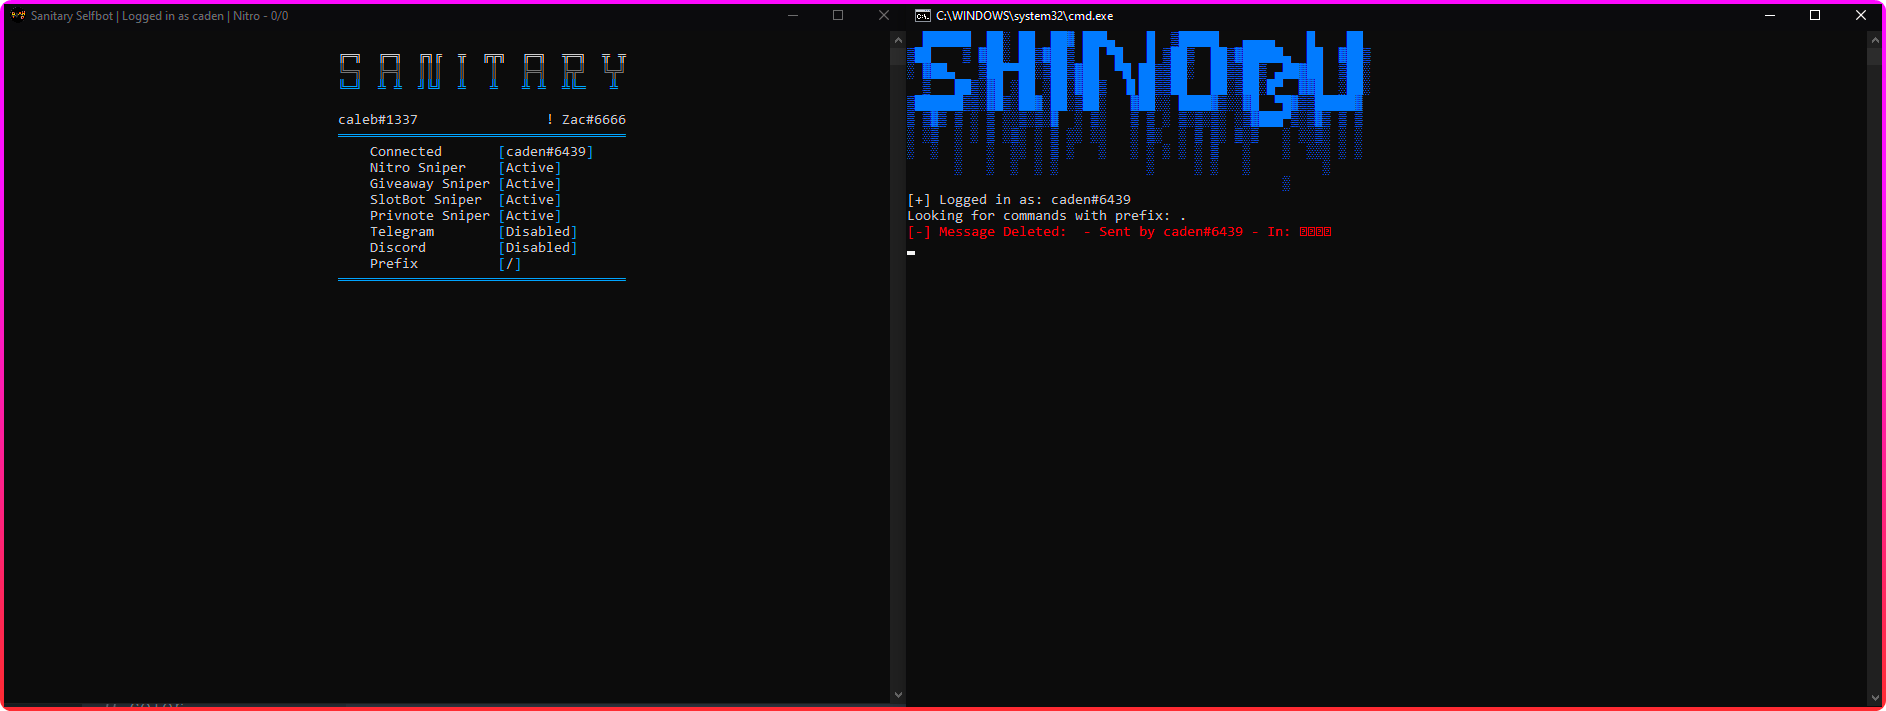 Sanitary Selfbot | Logged in as caden | Nitro - 0/0
SANITARY
caleb#1337 ! Zac#6666
Connected [caden#6439]
Nitro Sniper [Active]
Giveaway Sniper [Active]
SlotBot Sniper [Active]
Privnote Sniper [Active]
Telegram [Disabled]
Discord [Disabled]
Prefix [/]
C:\WINDOWS\system32\cmd.exe
[+] Logged in as: caden#6439
Looking for commands with prefix: .
[-] Message Deleted:  - Sent by caden#6439 - In: